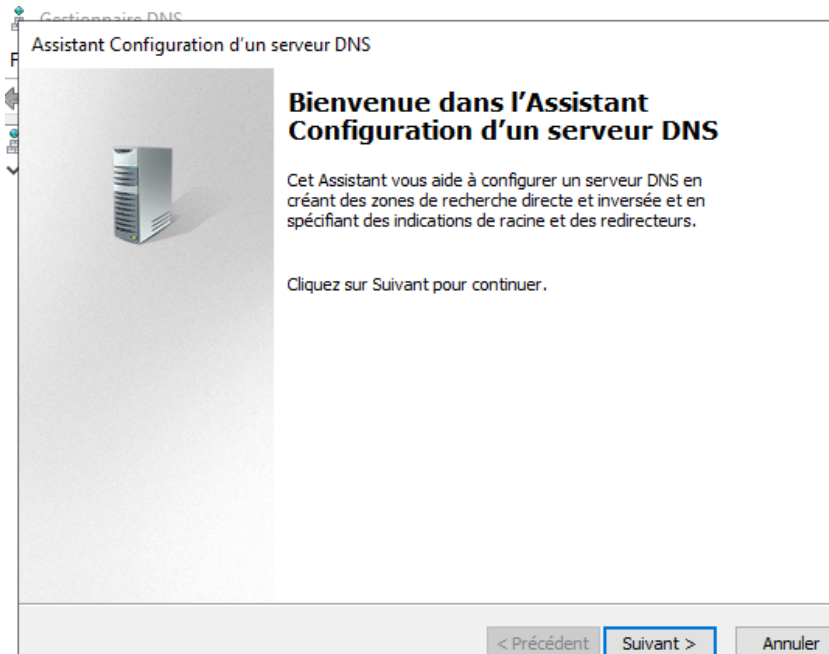 Gestionnaire DNS
Assistant Configuration d’un serveur DNS
F
Bienvenue dans l’Assistant
Configuration d’un serveur DNS
Cet Assistant vous aide à configurer un serveur DNS en
créant des zones de recherche directe et inversée et en
spécifiant des indications de racine et des redirecteurs.
Cliquez sur Suivant pour continuer.
< Précédent Suivant > Annuler